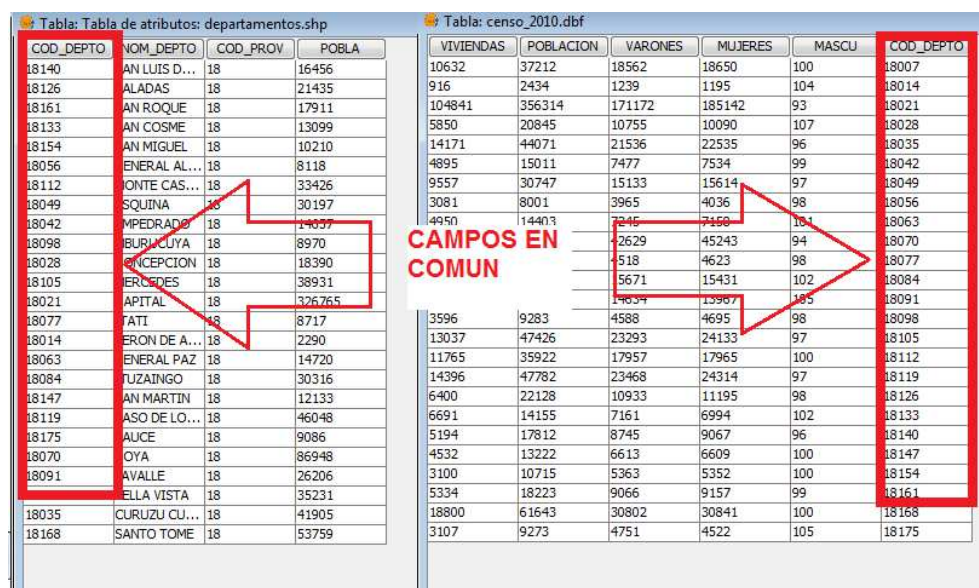 Tabla: Tabla de atributos: departamentos.shp
COD_DEPTO NOM_DEPTO COD_PROV POBLA
18140 AN LUIS D... 18 16456
18126 ALADAS 18 21435
18161 AN ROQUE 18 17911
18133 AN COSME 18 13099
18154 AN MIGUEL 18 10210
18056 ENERAL AL... 18 8118
18112 ONTE CAS... 18 33426
18049 SQUINA 18 30197
18042 MPEDRADO 18
18098 BURUCUYA 18 8970
18028 ONCEPCION 18 18390
18105 ERCEDES 18 38931
18021 APITAL 18 326765
18077 TATI 18 8717
18014 ERON DE A... 18 2290
18063 ENERAL PAZ 18 14720
18084 TUZAINGO 18 30316
18147 AN MARTIN 18 12133
18119 ASO DE LO... 18 46048
18175 AUCE 18 9086
18070 OYA 18 86948
18091 AVALLE 18 26206
ELLA VISTA 18 35231
18035 CURUZU CU... 18 41905
18168 SANTO TOME 18 53759
CAMPOS EN
COMUN
Tabla: censo_2010.dbf
VIVIENDAS POBLACION VARONES MUJERES MASCU COD_DEPTO
10632 37212 18562 18650 100 18007
916 2434 1239 1195 104 18014
104841 356314 171172 185142 93 18021
5850 20845 10755 10090 107 18028
14171 44071 21536 22535 96 18035
4895 15011 7477 7534 99 18042
9557 30747 15133 15614 97 18049
3081 8001 3965 4036 98 18056
4950 14403 7245 7158 101 18063
42629 45243 94 18070
4518 4623 98 18077
15671 15431 102 18084
14634 13967 105 18091
3596 9283 4588 4695 98 18098
13037 47426 23293 24133 97 18105
11765 35922 17957 17965 100 18112
14396 47782 23468 24314 97 18119
6400 22128 10933 11195 98 18126
6691 14155 7161 6994 102 18133
5194 17812 8745 9067 96 18140
4532 13222 6613 6609 100 18147
3100 10715 5363 5352 100 18154
5334 18223 9066 9157 99 18161
18800 61643 30802 30841 100 18168
3107 9273 4751 4522 105 18175